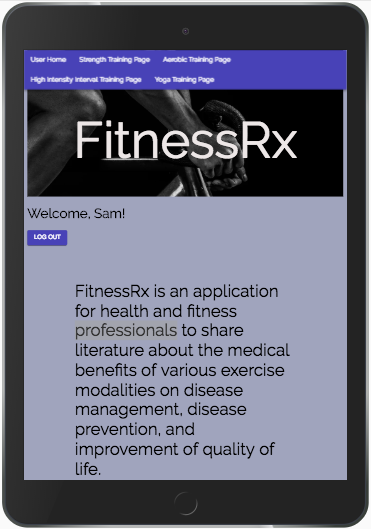 User Home Strength Training Page Aerobic Training Page
High Intensity Interval Training Page Yoga Training Page
FitnessRx
Welcome, Sam!
LOG OUT
FitnessRx is an application
for health and fitness
professionals to share
literature about the medical
benefits of various exercise
modalities on disease
management, disease
prevention, and
improvement of quality of
life.